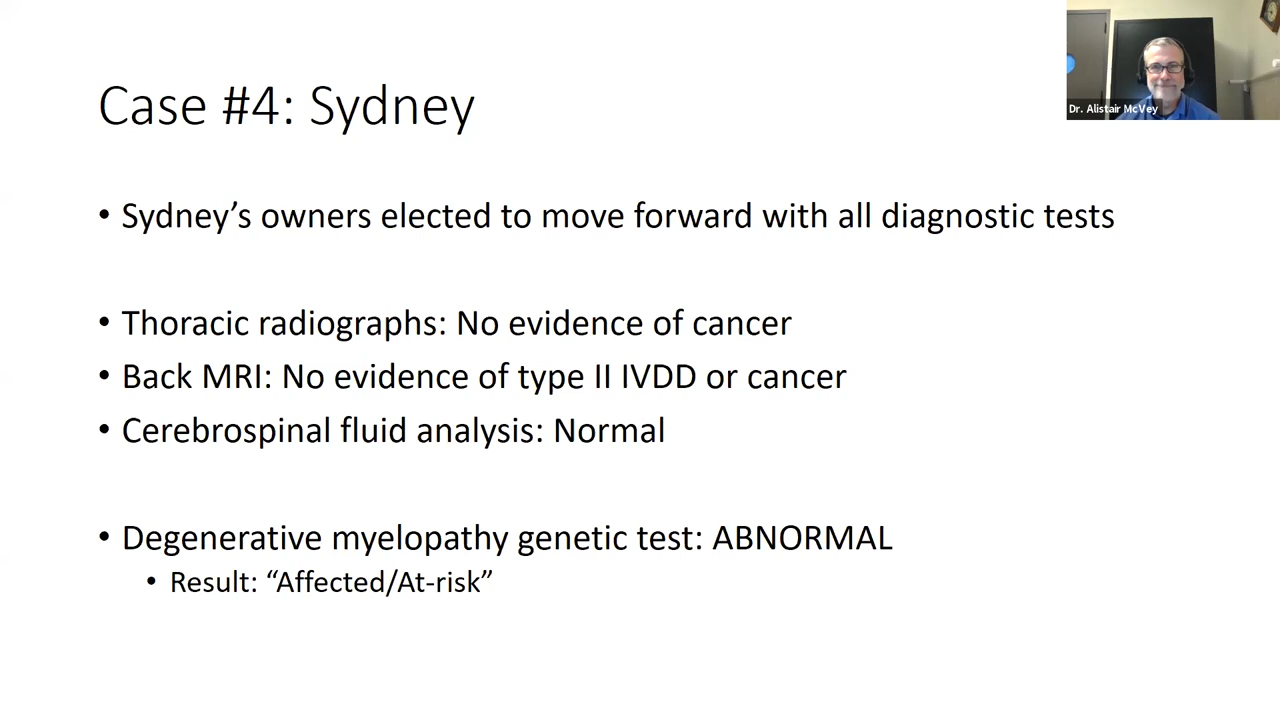 Dr. Alistair McVey
Case #4: Sydney
• Sydney’s owners elected to move forward with all diagnostic tests
• Thoracic radiographs: No evidence of cancer
• Back MRI: No evidence of type II IVDD or cancer
• Cerebrospinal fluid analysis: Normal
• Degenerative myelopathy genetic test: ABNORMAL
• Result: “Affected/At-risk”